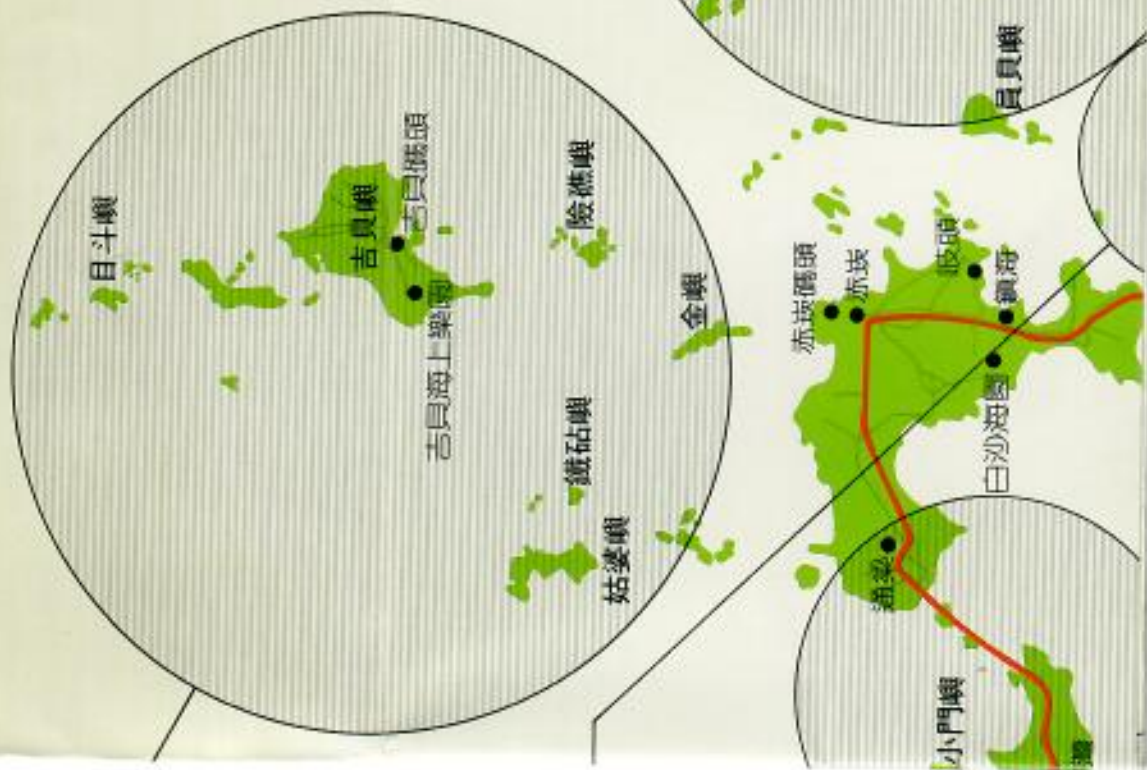 目斗嶼
吉貝嶼
吉貝碼頭
吉貝海上樂園
險礁嶼
金嶼
鐵砧嶼
姑婆嶼
員貝嶼
赤崁碼頭
赤崁
岐頭
鎮海
白沙海園
通梁
小門嶼